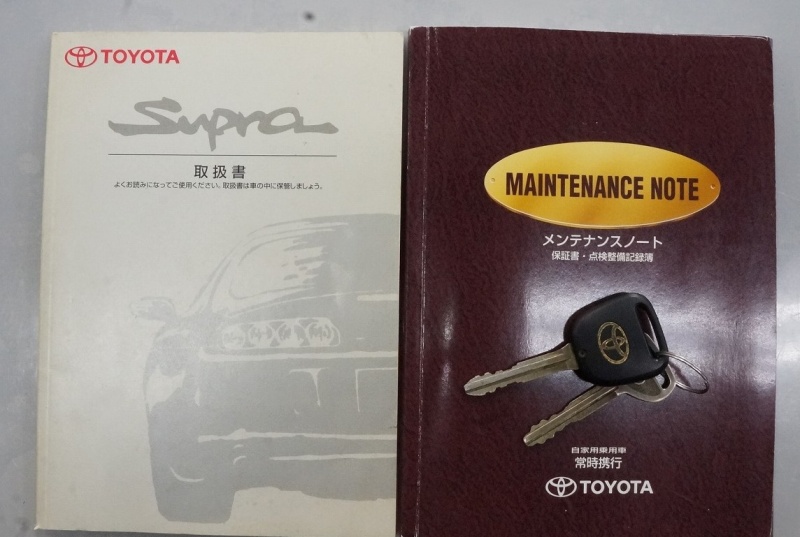 TOYOTA
Supra
取扱書
よくお読みになってご使用ください。取扱書は車の中に保管しましょう。
MAINTENANCE NOTE
メンテナンスノート
保証書・点検整備記録簿
自家用乗用車
常時携行
TOYOTA